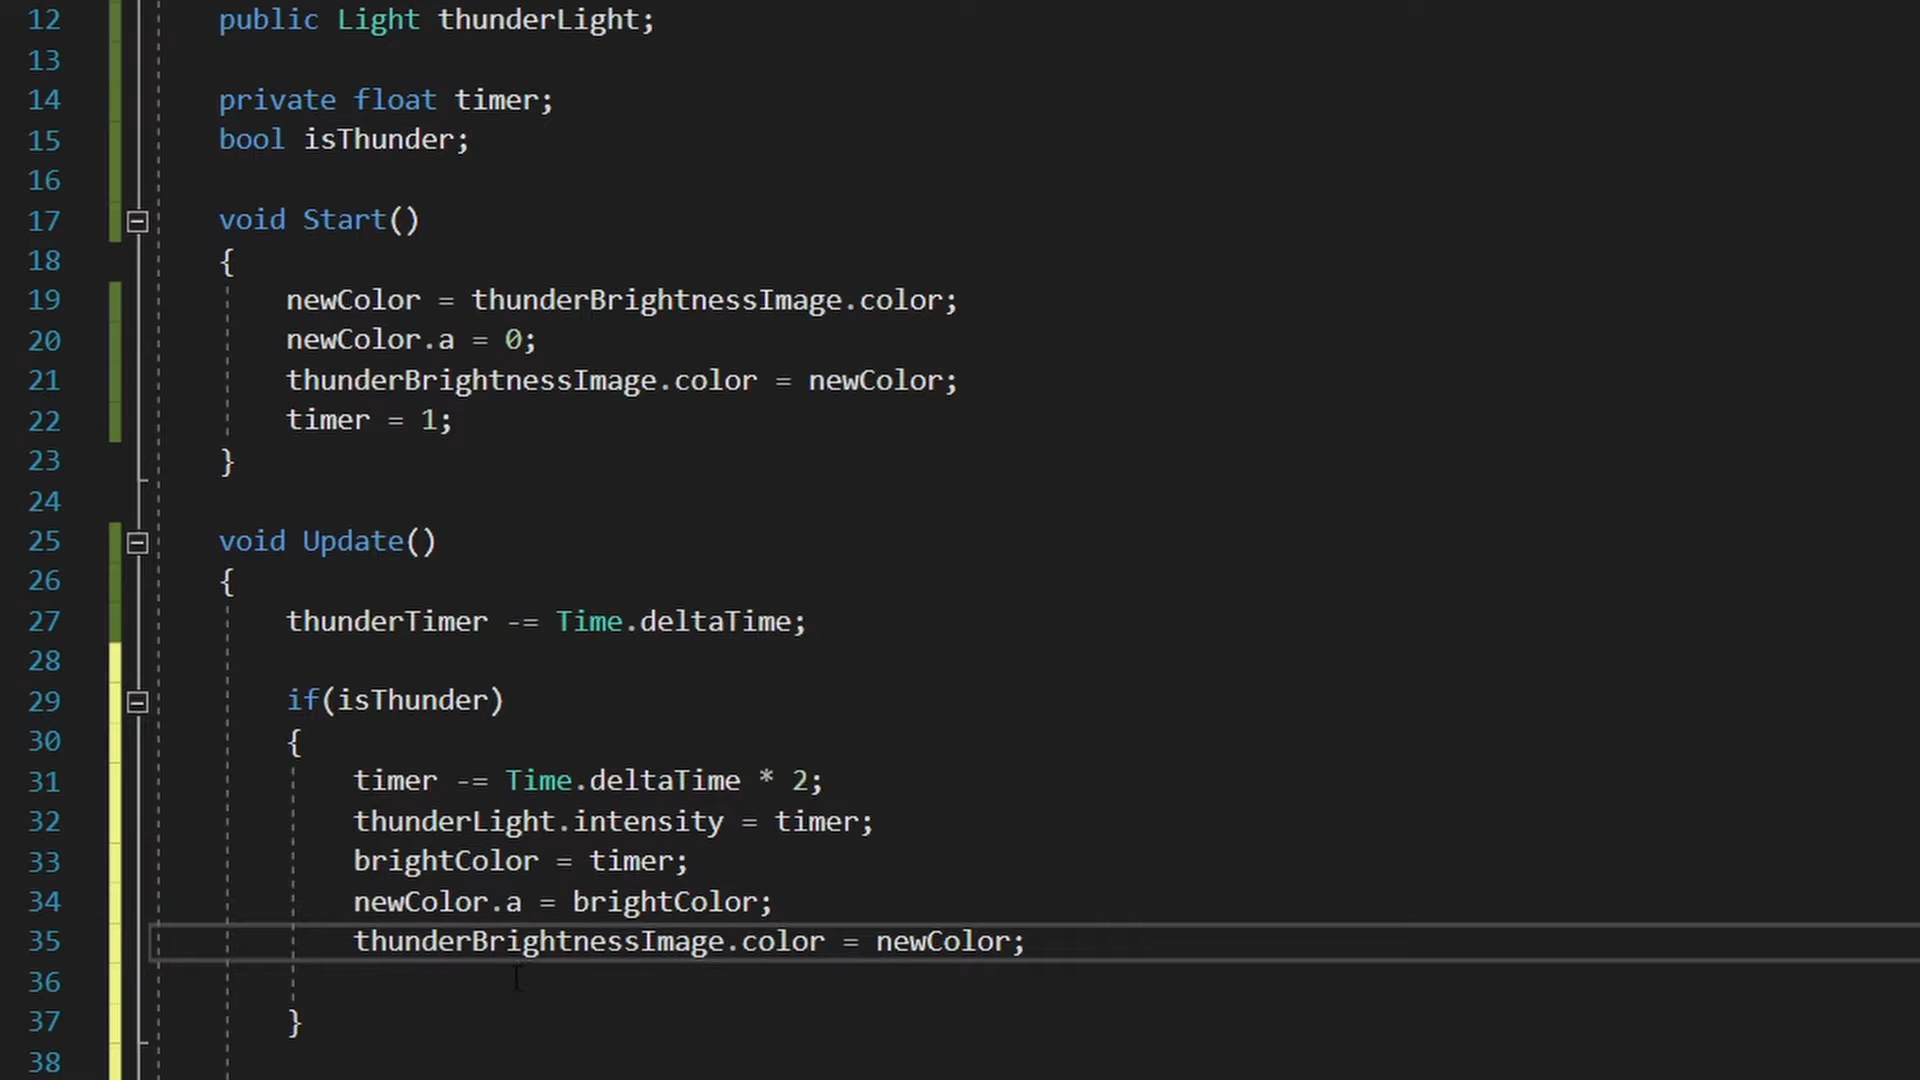 12 public Light thunderLight;
13
14 private float timer;
15 bool isThunder;
16
17 void Start()
18 {
19 newColor = thunderBrightnessImage.color;
20 newColor.a = 0;
21 thunderBrightnessImage.color = newColor;
22 timer = 1;
23 }
24
25 void Update()
26 {
27 thunderTimer -= Time.deltaTime;
28
29 if(isThunder)
30 {
31 timer -= Time.deltaTime * 2;
32 thunderLight.intensity = timer;
33 brightColor = timer;
34 newColor.a = brightColor;
35 thunderBrightnessImage.color = newColor;
36
37 }
38